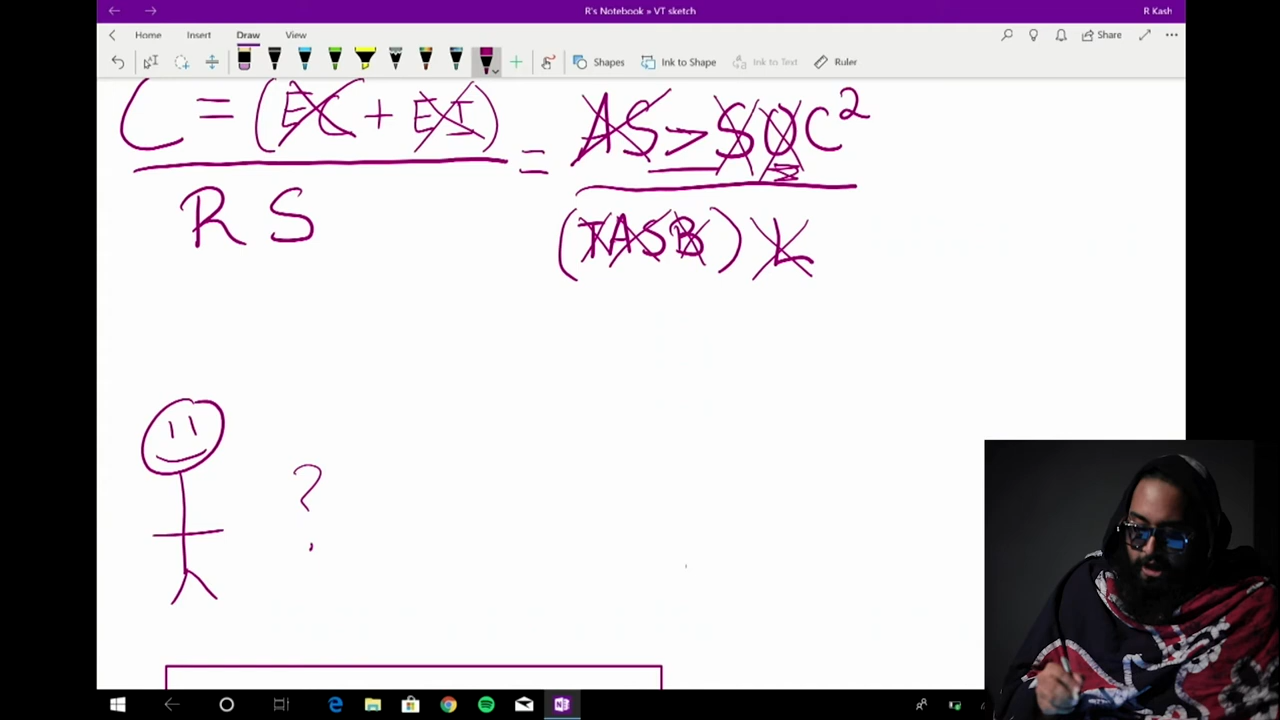 R's Notebook » VT sketch
R Kash
Home Insert Draw View
Share
Shapes Ink to Shape Ink to Text Ruler
C = (EC + EI) = AS > SOC²
RS (TASB) L
?